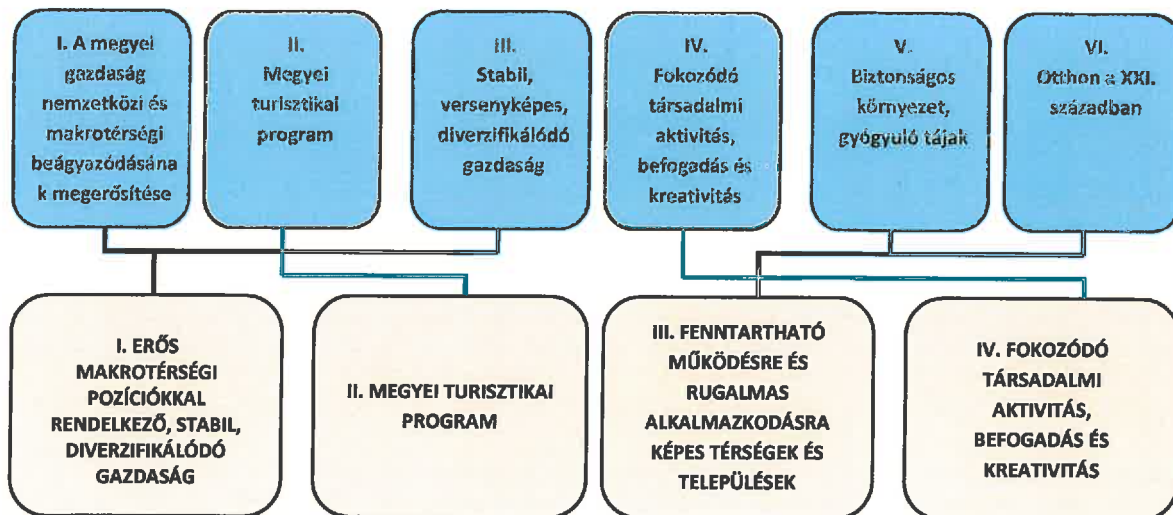 I. A megyei
gazdaság
nemzetközi és
makrotérségi
beágyazódásána
k megerősítése
II.
Megyei
turisztikai
program
III.
Stabil,
versenyképes,
diverzifikálódó
gazdaság
IV.
Fokozódó
társadalmi
aktivitás,
befogadás és
kreativitás
V.
Biztonságos
környezet,
gyógyuló tájak
VI.
Otthon a XXI.
században
I. ERŐS
MAKROTÉRSÉGI
POZÍCIÓKKAL
RENDELKEZŐ, STABIL,
DIVERZIFIKÁLÓDÓ
GAZDASÁG
II. MEGYEI TURISZTIKAI
PROGRAM
III. FENNTARTHATÓ
MŰKÖDÉSRE ÉS
RUGALMAS
ALKALMAZKODÁSRA
KÉPES TÉRSÉGEK ÉS
TELEPÜLÉSEK
IV. FOKOZÓDÓ
TÁRSADALMI
AKTIVITÁS,
BEFOGADÁS ÉS
KREATIVITÁS